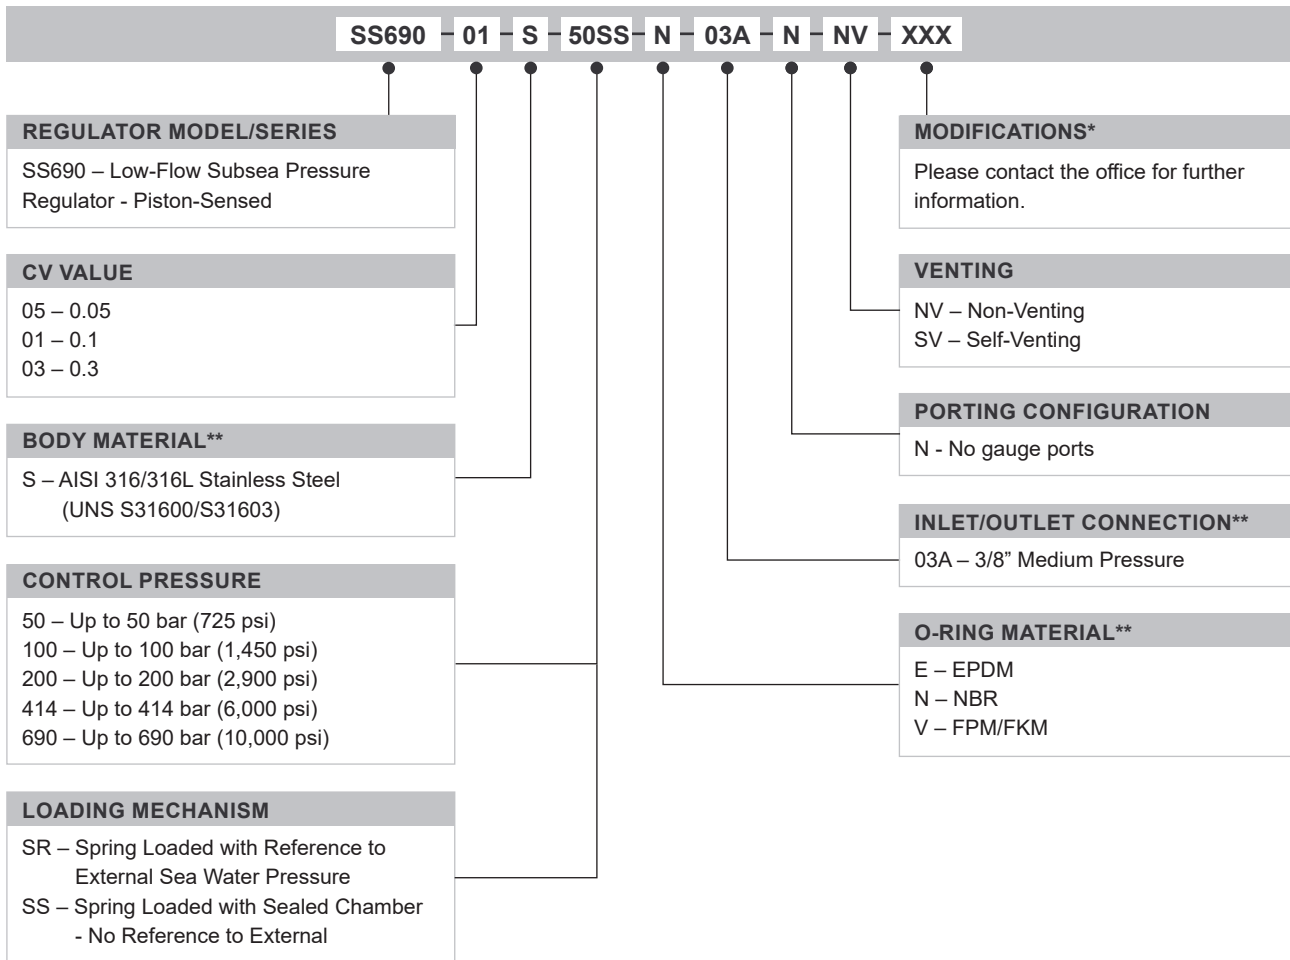 SS690 01 S 50SS N 03A N NV XXX
REGULATOR MODEL/SERIES
SS690 – Low-Flow Subsea Pressure
Regulator - Piston-Sensed
CV VALUE
05 – 0.05
01 – 0.1
03 – 0.3
BODY MATERIAL**
S – AISI 316/316L Stainless Steel
(UNS S31600/S31603)
CONTROL PRESSURE
50 – Up to 50 bar (725 psi)
100 – Up to 100 bar (1,450 psi)
200 – Up to 200 bar (2,900 psi)
414 – Up to 414 bar (6,000 psi)
690 – Up to 690 bar (10,000 psi)
LOADING MECHANISM
SR – Spring Loaded with Reference to
External Sea Water Pressure
SS – Spring Loaded with Sealed Chamber
- No Reference to External
MODIFICATIONS*
Please contact the office for further
information.
VENTING
NV – Non-Venting
SV – Self-Venting
PORTING CONFIGURATION
N - No gauge ports
INLET/OUTLET CONNECTION**
03A – 3/8” Medium Pressure
O-RING MATERIAL**
E – EPDM
N – NBR
V – FPM/FKM